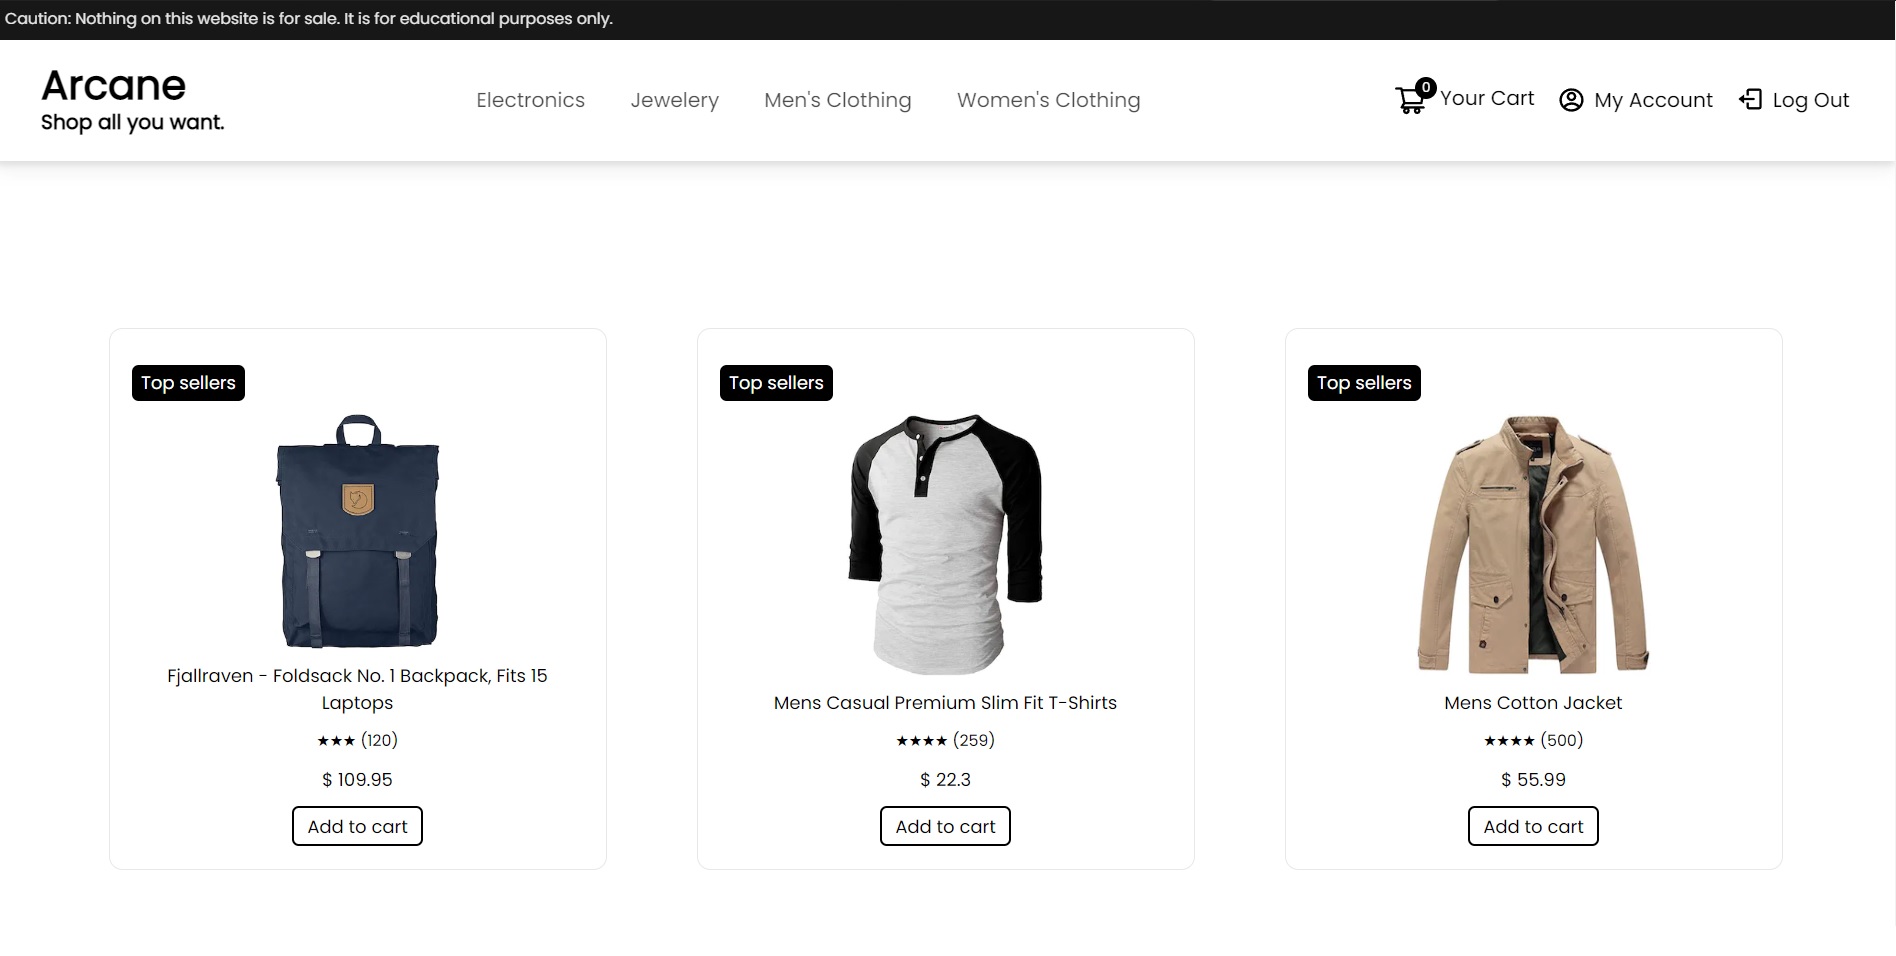 Caution: Nothing on this website is for sale. It is for educational purposes only.
Arcane
Shop all you want.
Electronics
Jewelery
Men's Clothing
Women's Clothing
0
Your Cart
My Account
Log Out
Top sellers
Fjallraven - Foldsack No. 1 Backpack, Fits 15
Laptops
★★★ (120)
$ 109.95
Add to cart
Top sellers
Mens Casual Premium Slim Fit T-Shirts
★★★★ (259)
$ 22.3
Add to cart
Top sellers
Mens Cotton Jacket
★★★★ (500)
$ 55.99
Add to cart